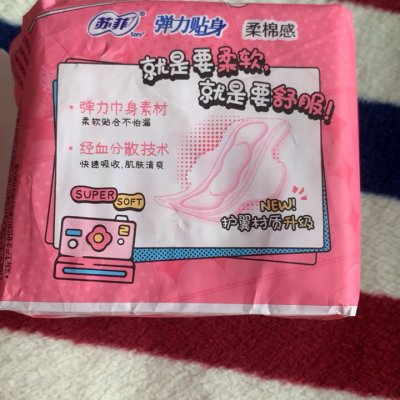 苏菲 弹力贴身 柔棉感
Sofy
就是要柔软,
就是要舒服!
• 弹力巾身素材
柔软贴合不怕漏
• 经血分散技术
快速吸收,肌肤清爽
SUPER
SOFT
NEW!
护翼材质升级